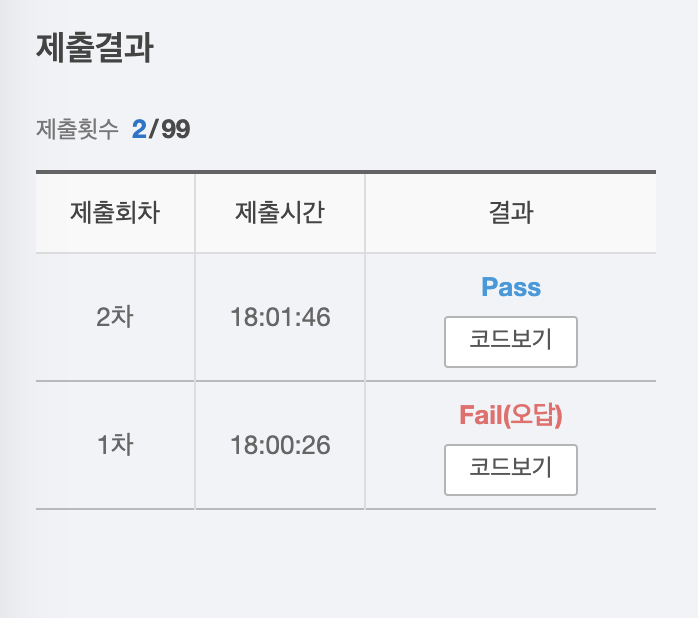 제출결과
제출횟수 2/99
제출회차 제출시간 결과
2차 18:01:46 Pass
코드보기
1차 18:00:26 Fail(오답)
코드보기